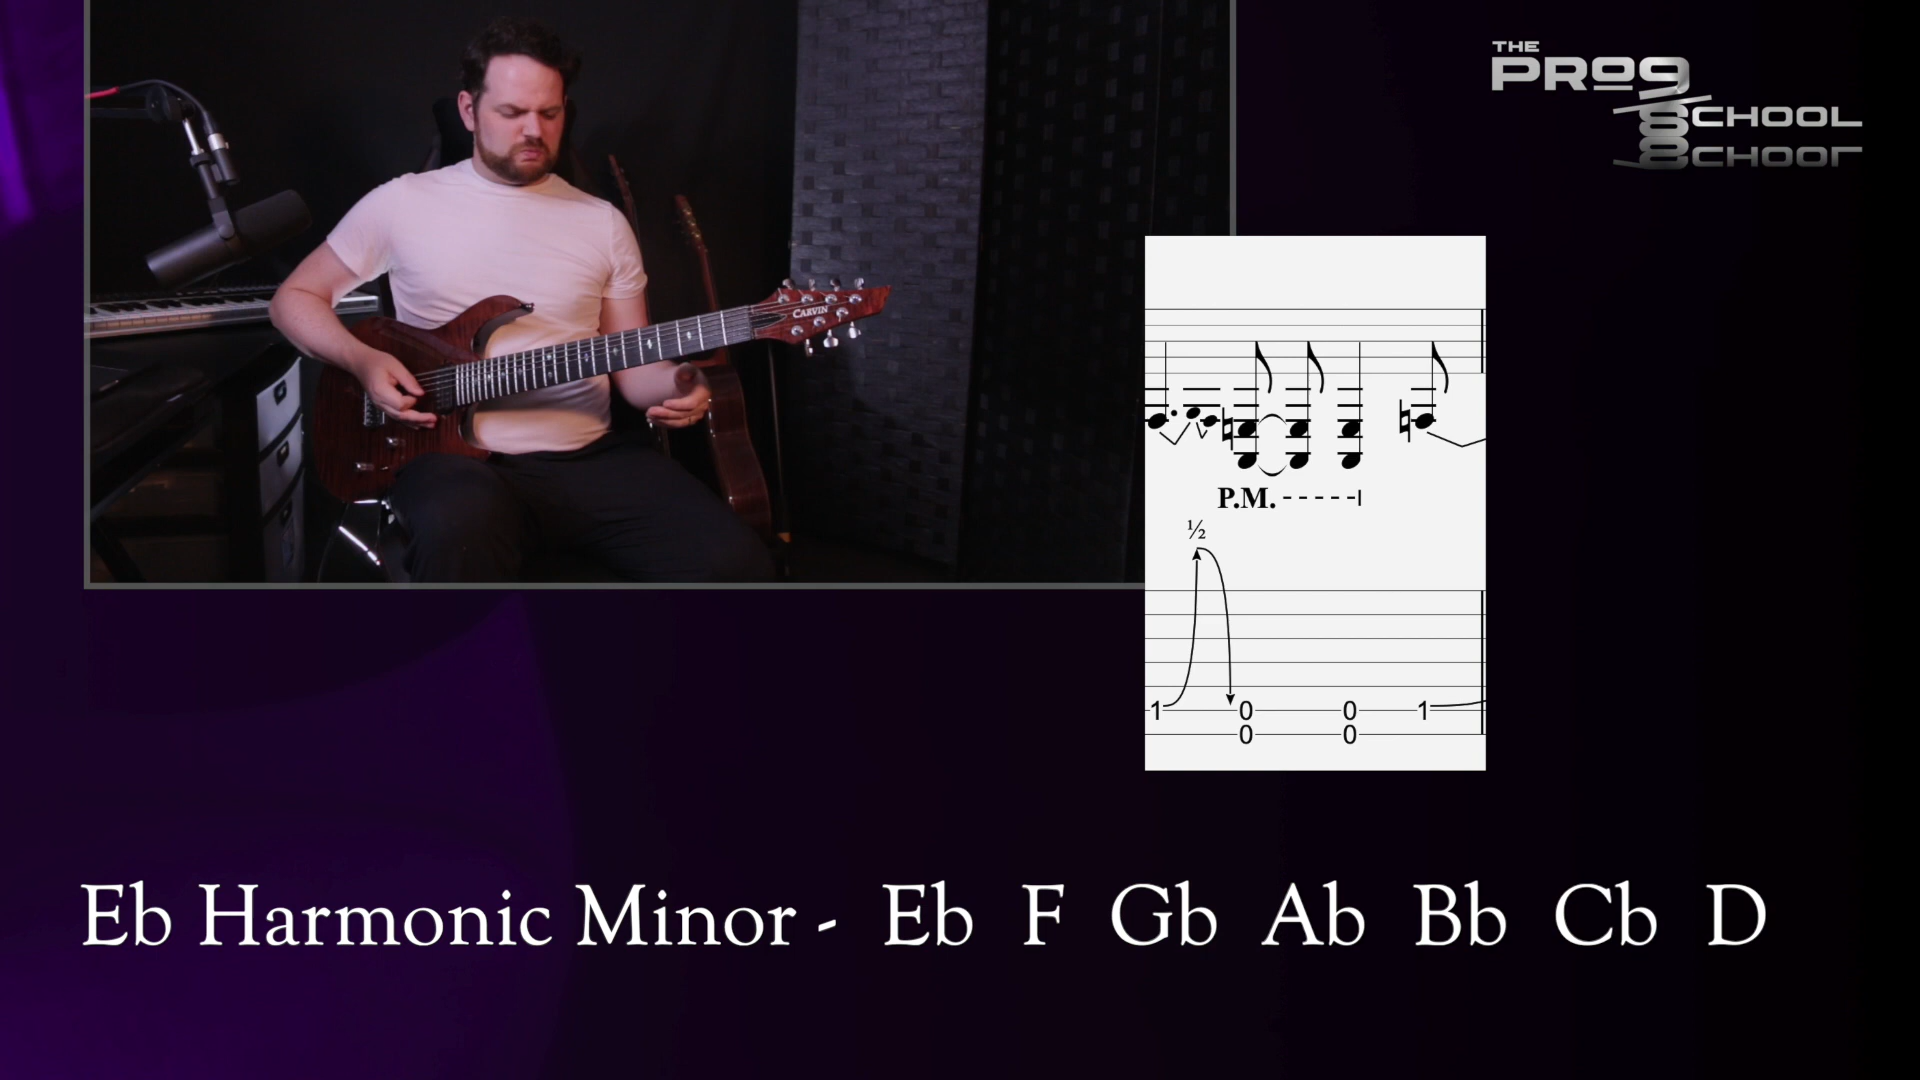 THE
PROG
SCHOOL
CARVIN
P.M.
½
1 0 0 1
0 0
Eb Harmonic Minor - Eb F Gb Ab Bb Cb D